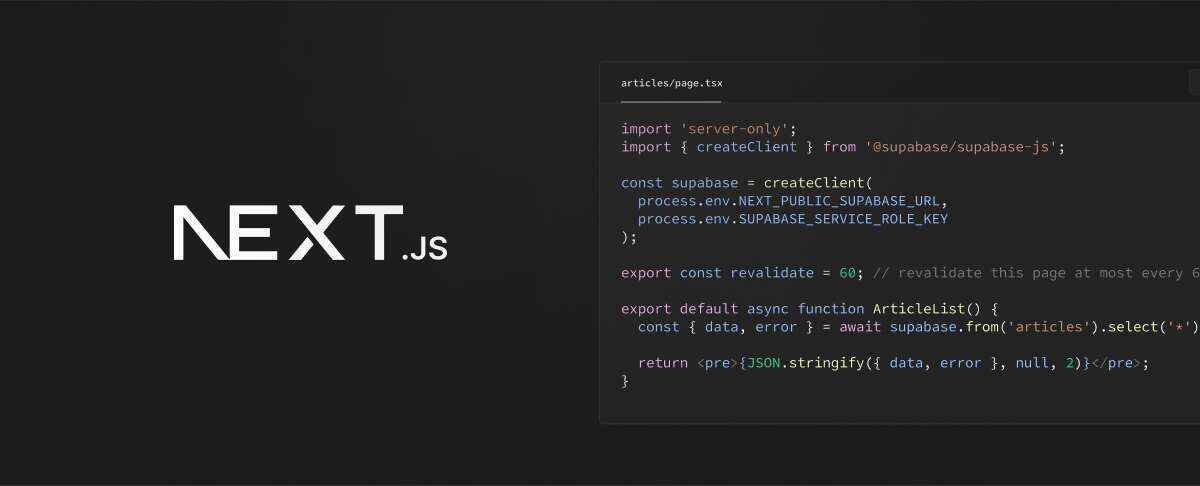 NEXT.JS
articles/page.tsx
import 'server-only';
import { createClient } from '@supabase/supabase-js';
const supabase = createClient(
process.env.NEXT_PUBLIC_SUPABASE_URL,
process.env.SUPABASE_SERVICE_ROLE_KEY
);
export const revalidate = 60; // revalidate this page at most every 6
export default async function ArticleList() {
const { data, error } = await supabase.from('articles').select('*')
return <pre>{JSON.stringify({ data, error }, null, 2)}</pre>;
}